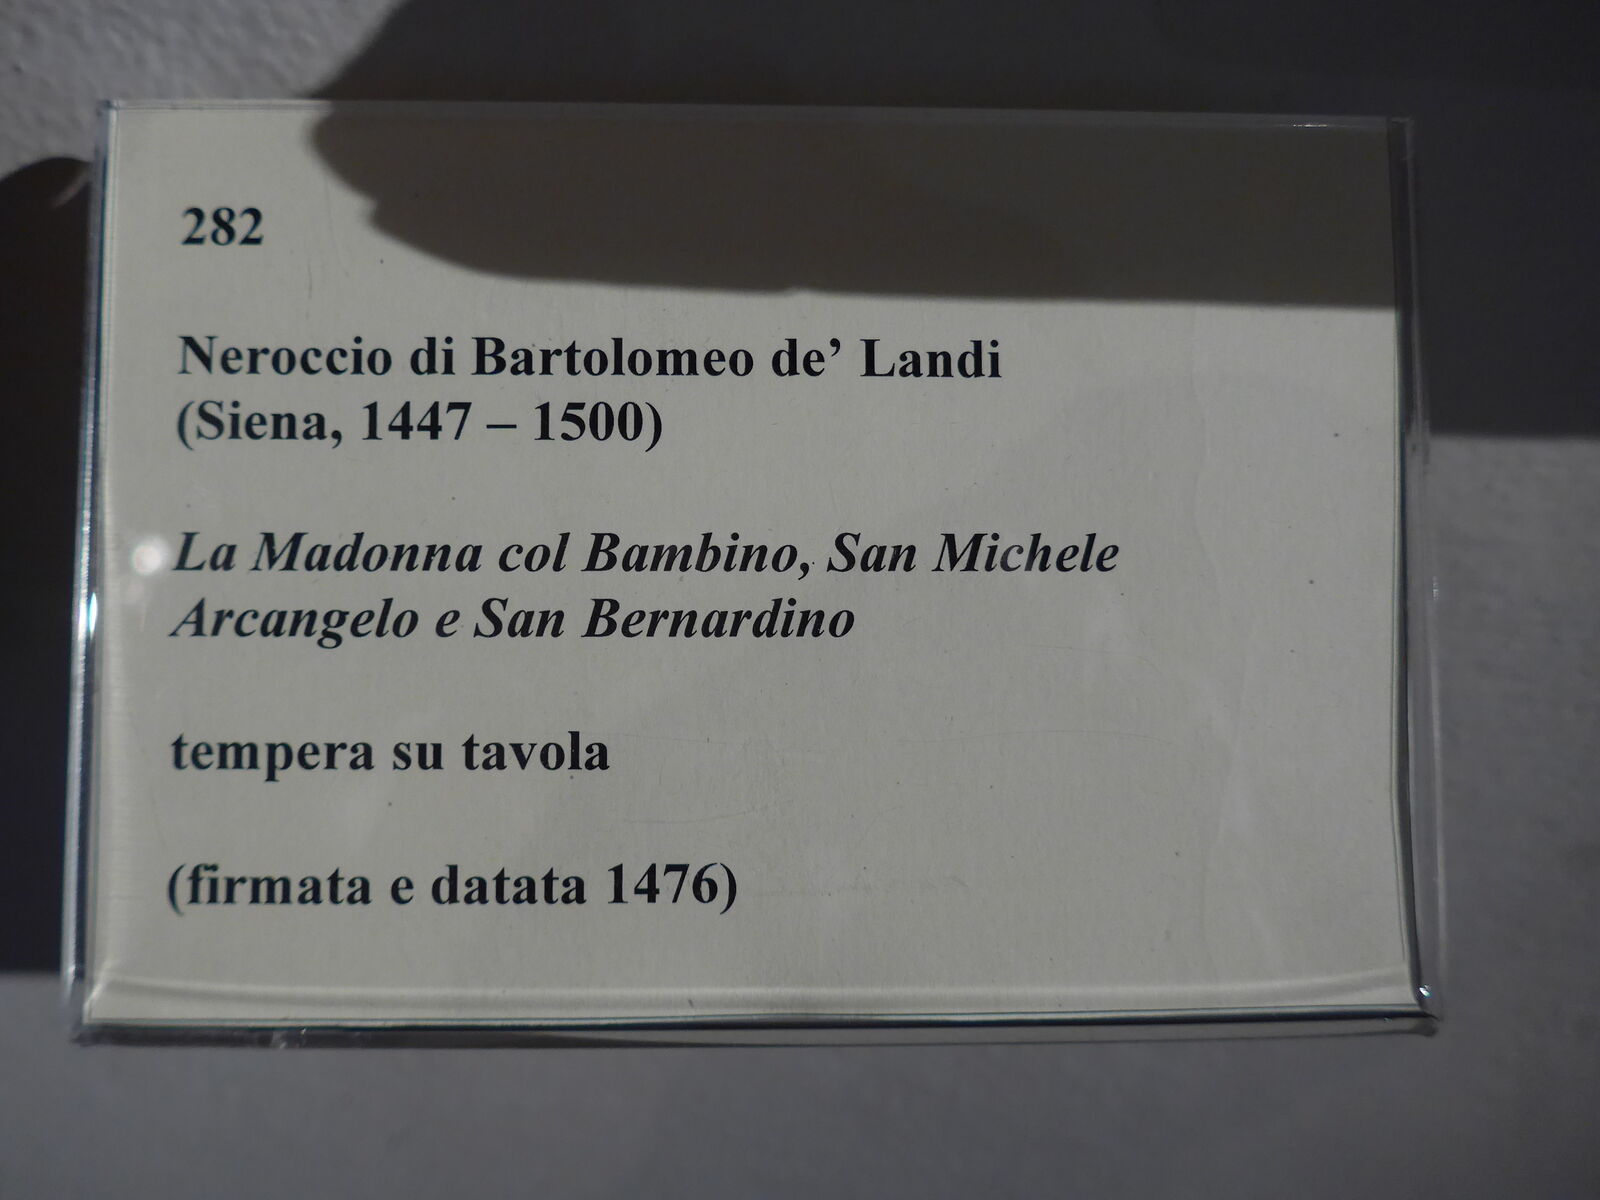 282
Neroccio di Bartolomeo de’ Landi
(Siena, 1447 – 1500)
La Madonna col Bambino, San Michele
Arcangelo e San Bernardino
tempera su tavola
(firmata e datata 1476)